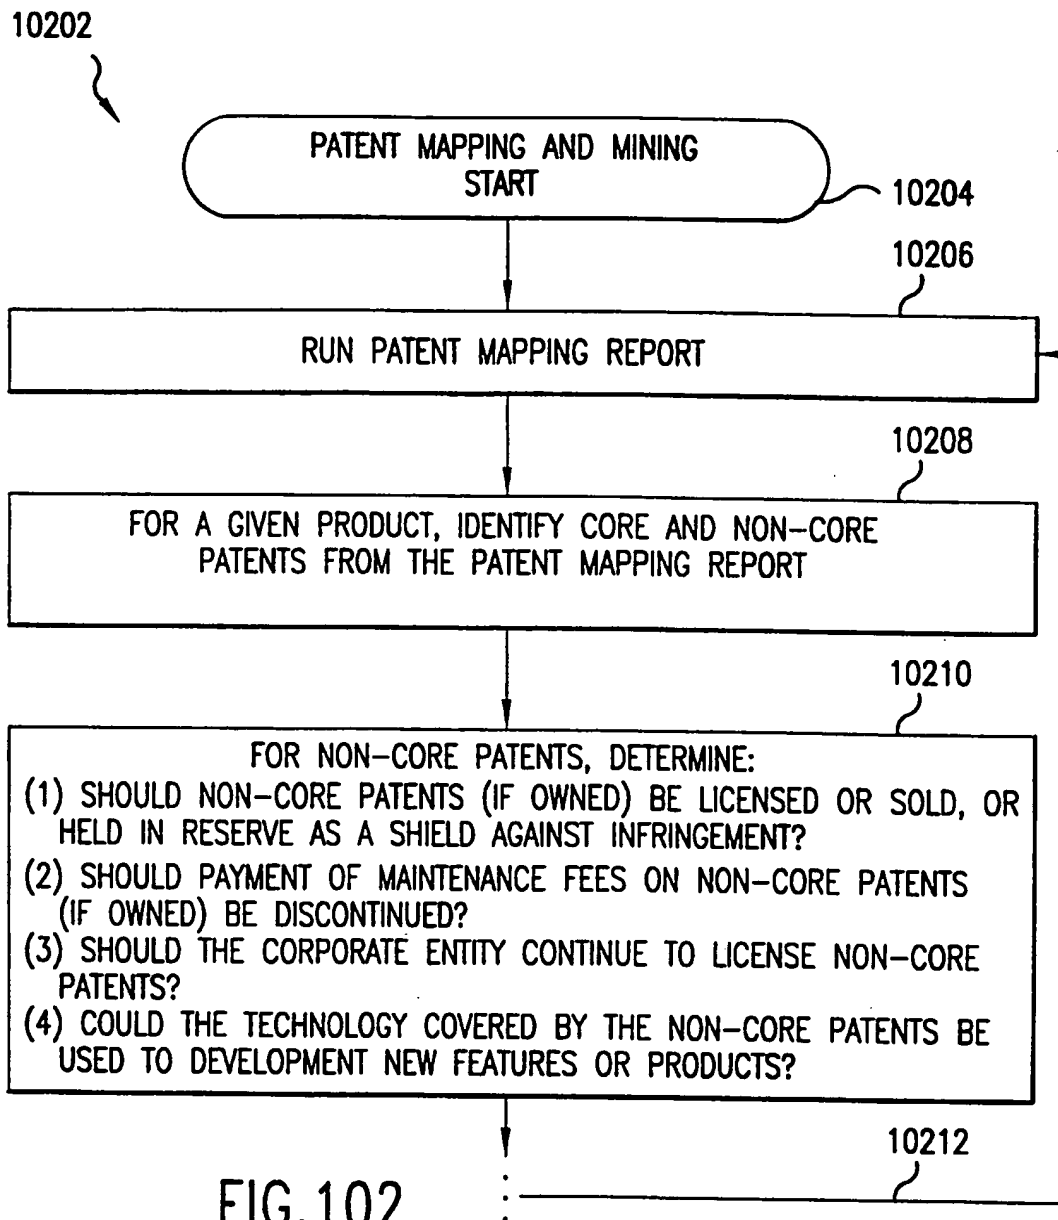 10202
PATENT MAPPING AND MINING
START
10204
10206
RUN PATENT MAPPING REPORT
10208
FOR A GIVEN PRODUCT, IDENTIFY CORE AND NON-CORE
PATENTS FROM THE PATENT MAPPING REPORT
10210
FOR NON-CORE PATENTS, DETERMINE:
(1) SHOULD NON-CORE PATENTS (IF OWNED) BE LICENSED OR SOLD, OR
HELD IN RESERVE AS A SHIELD AGAINST INFRINGEMENT?
(2) SHOULD PAYMENT OF MAINTENANCE FEES ON NON-CORE PATENTS
(IF OWNED) BE DISCONTINUED?
(3) SHOULD THE CORPORATE ENTITY CONTINUE TO LICENSE NON-CORE
PATENTS?
(4) COULD THE TECHNOLOGY COVERED BY THE NON-CORE PATENTS BE
USED TO DEVELOPMENT NEW FEATURES OR PRODUCTS?
10212
FIG.102